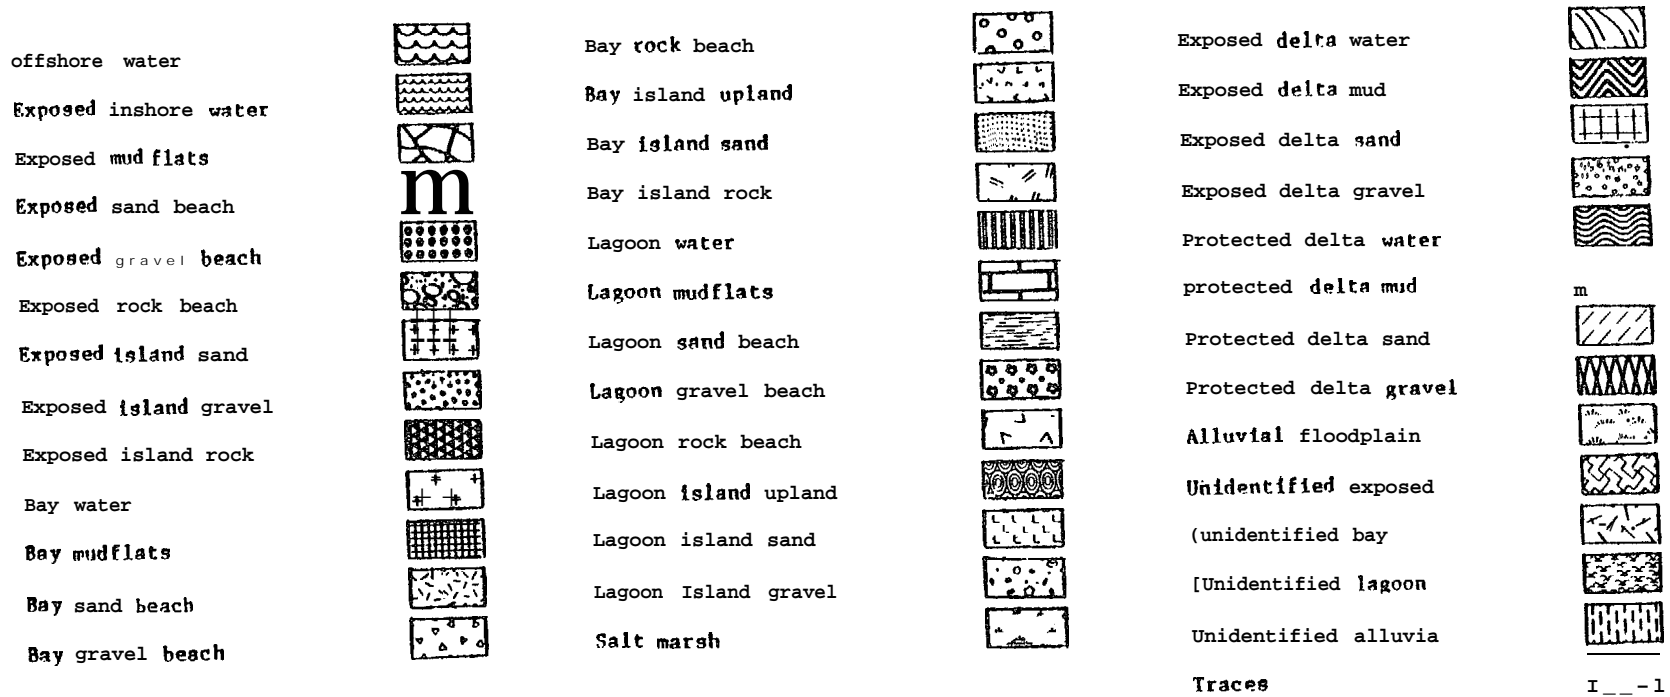 offshore water
Exposed inshore water
Exposed mud flats
Exposed sand beach
m
Exposed gravel beach
Exposed rock beach
Exposed island sand
Exposed island gravel
Exposed island rock
Bay water
Bay mudflats
Bay sand beach
Bay gravel beach
Bay rock beach
Bay island upland
Bay island sand
Bay island rock
Lagoon water
Lagoon mudflats
Lagoon sand beach
Lagoon gravel beach
Lagoon rock beach
Lagoon island upland
Lagoon island sand
Lagoon Island gravel
Salt marsh
Exposed delta water
Exposed delta mud
Exposed delta sand
Exposed delta gravel
Protected delta water
protected delta mud
m
Protected delta sand
Protected delta gravel
Alluvial floodplain
Unidentified exposed
(unidentified bay
[Unidentified lagoon
Unidentified alluvia
Traces
I__-l